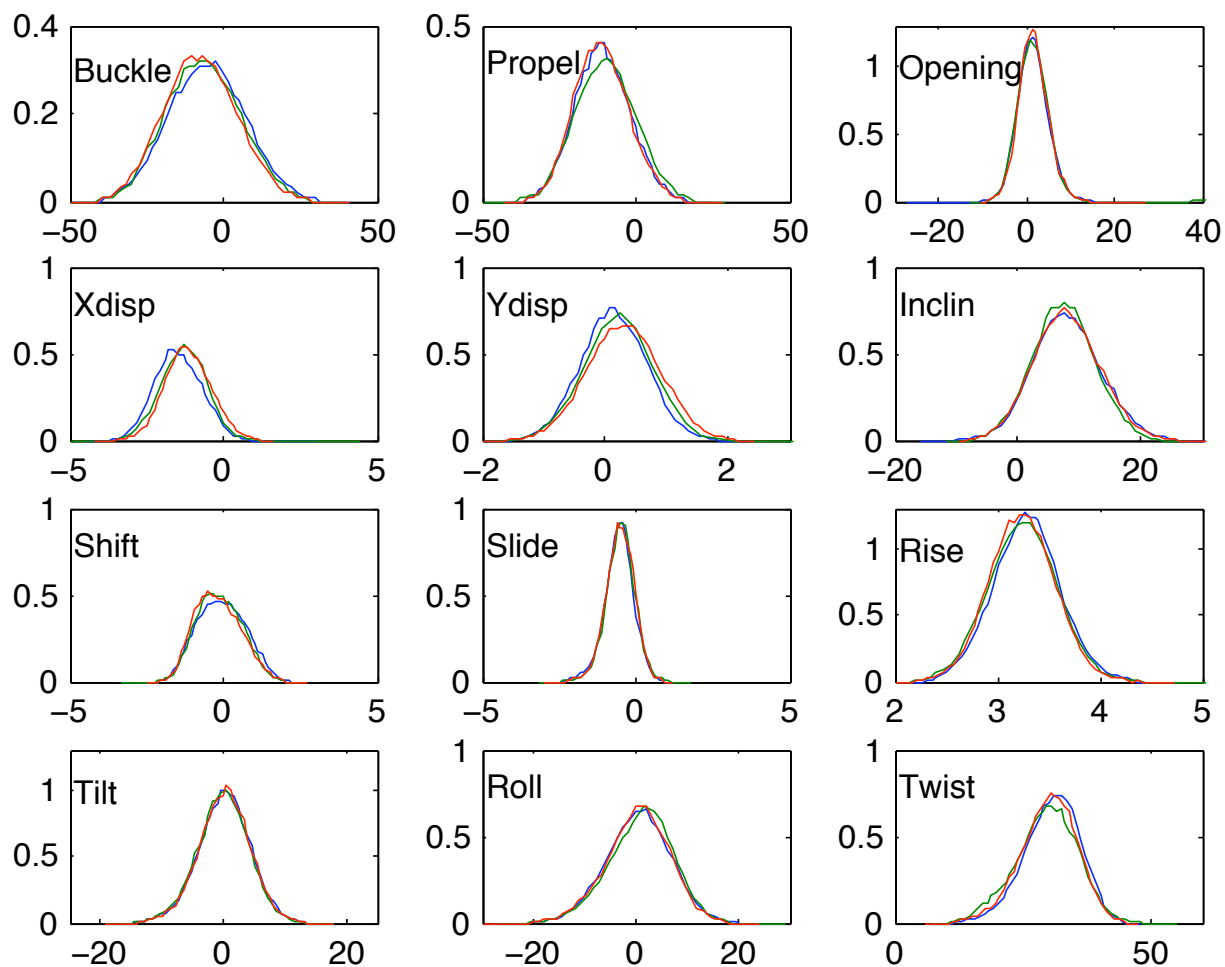 0.4 0.5
Buckle Propel Opening
1
0.2
0.5
0 0 0
−50 0 50 −50 0 50 −20 0 20 40
1 1 1
Xdisp Ydisp Inclin
0.5 0.5 0.5
0 0 0
−5 0 5 −2 0 2 −20 0 20
1 1
Shift Slide Rise
1
0.5 0.5 0.5
0 0 0
−5 0 5 −5 0 5 2 3 4 5
1 1
Tilt Roll Twist
1
0.5 0.5 0.5
0 0 0
−20 0 20 −20 0 20 0 50